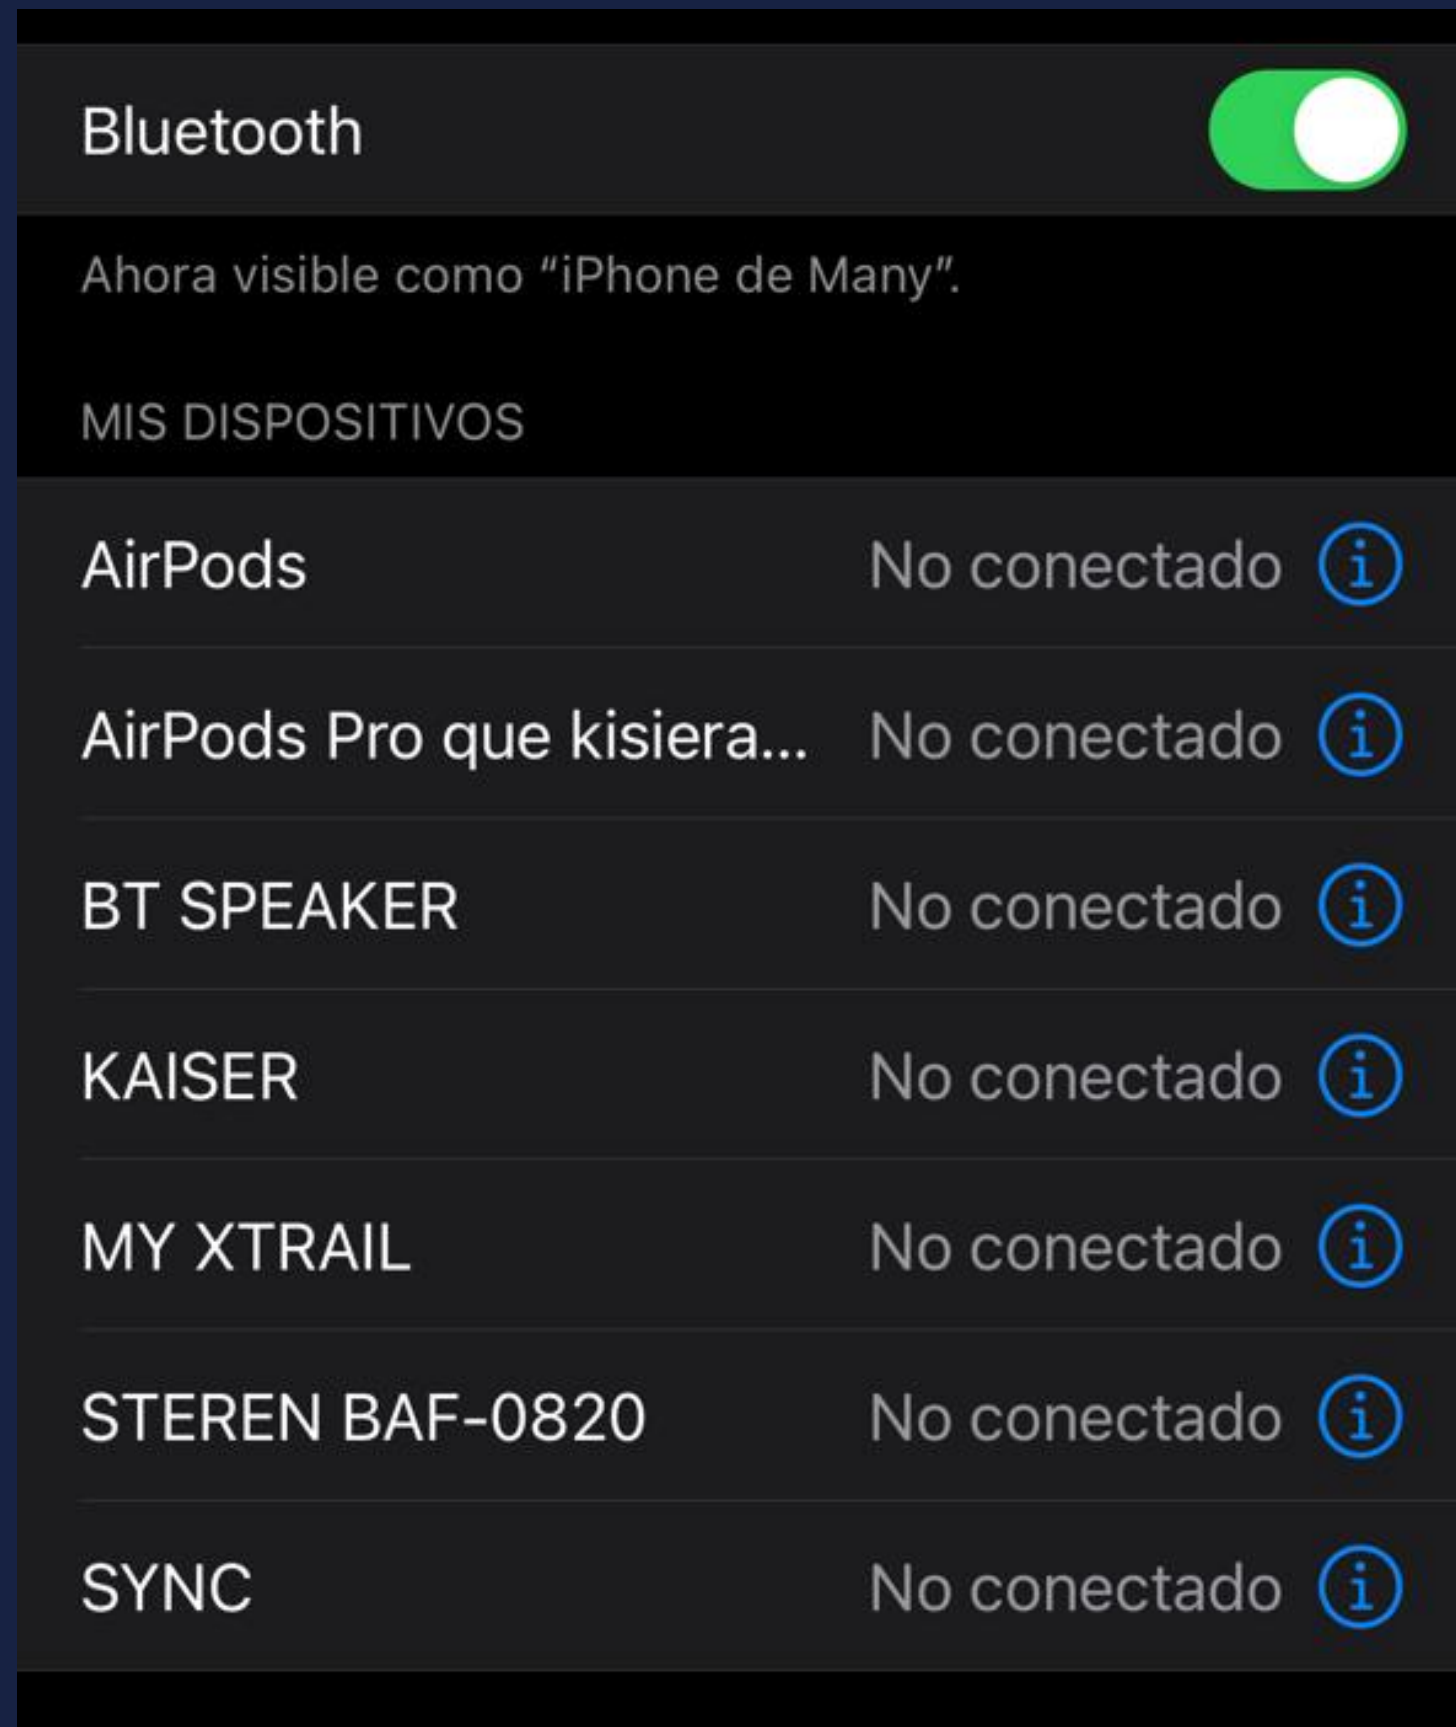 Bluetooth
Ahora visible como “iPhone de Many”.
MIS DISPOSITIVOS
AirPods No conectado
AirPods Pro que kisiera... No conectado
BT SPEAKER No conectado
KAISER No conectado
MY XTRAIL No conectado
STEREN BAF-0820 No conectado
SYNC No conectado